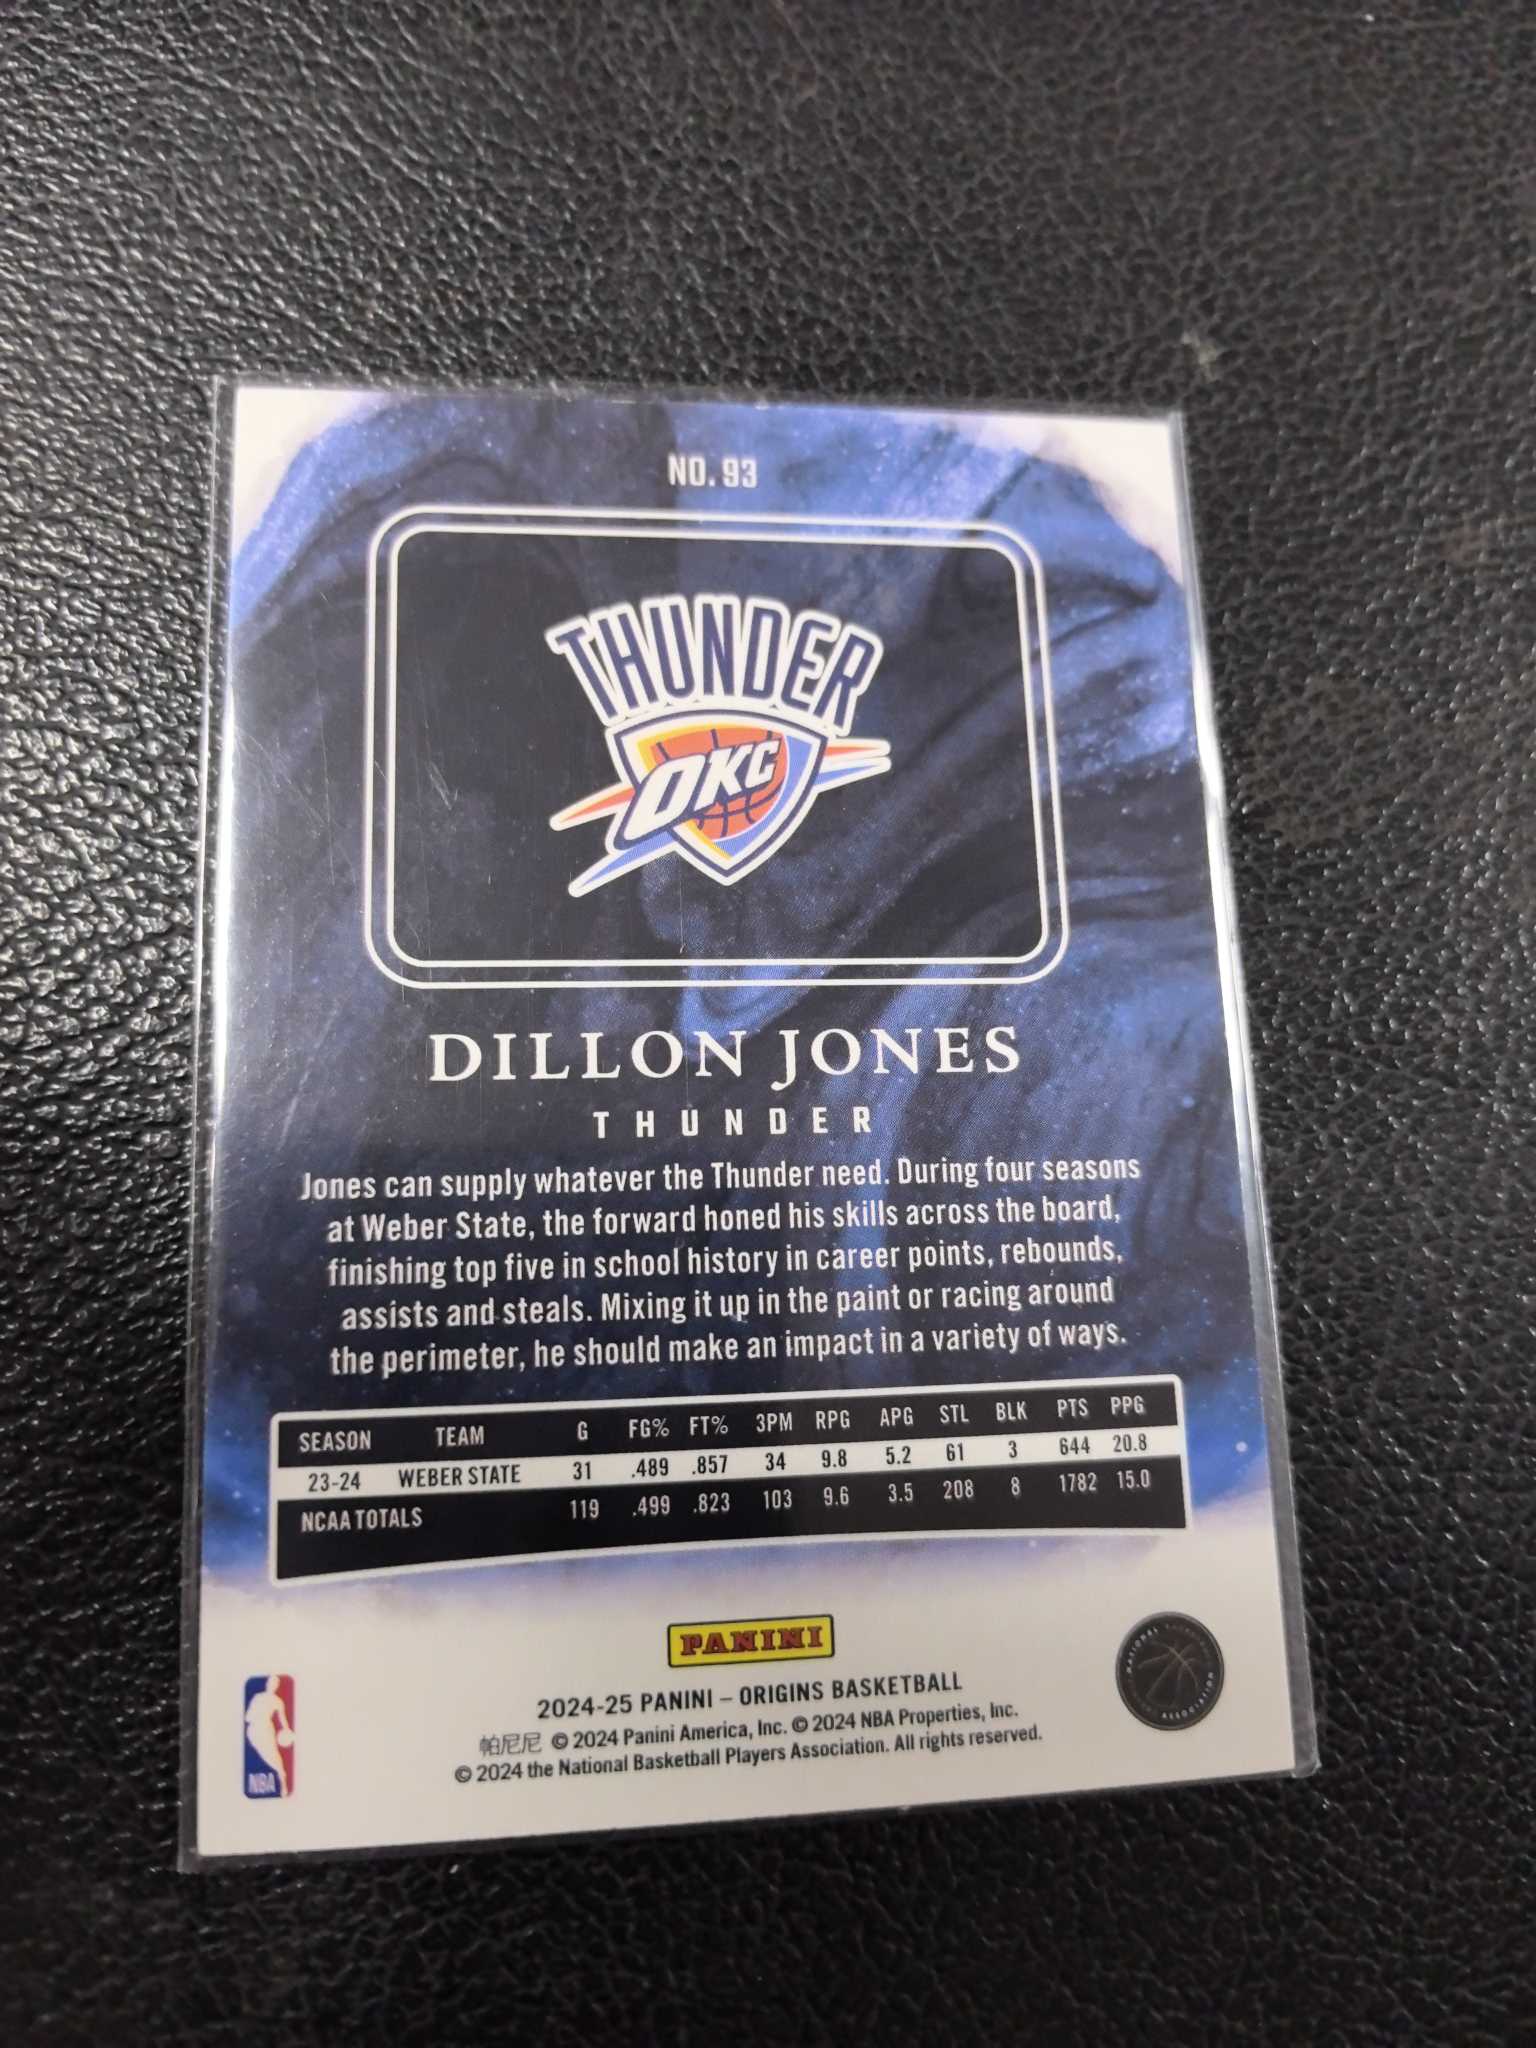 NO. 93
THUNDER
OKC
DILLON JONES
THUNDER
Jones can supply whatever the Thunder need. During four seasons
at Weber State, the forward honed his skills across the board,
finishing top five in school history in career points, rebounds,
assists and steals. Mixing it up in the paint or racing around
the perimeter, he should make an impact in a variety of ways.
SEASON TEAM G FG% FT% 3PM RPG APG STL BLK PTS PPG
23-24 WEBER STATE 31 .489 .857 34 9.8 5.2 61 3 644 20.8
NCAA TOTALS 119 .499 .823 103 9.6 3.5 208 8 1782 15.0
PANINI
2024-25 PANINI – ORIGINS BASKETBALL
帕尼尼 © 2024 Panini America, Inc. © 2024 NBA Properties, Inc.
© 2024 the National Basketball Players Association. All rights reserved.
NBA
NATIONAL
ASSOCIATION